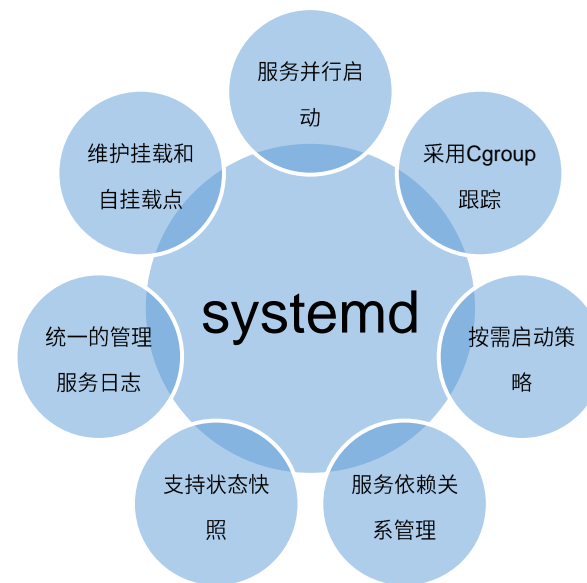 服务并行启
动
采用Cgroup
跟踪
按需启动策
略
服务依赖关
系管理
支持状态快
照
统一的管理
服务日志
维护挂载和
自挂载点
systemd